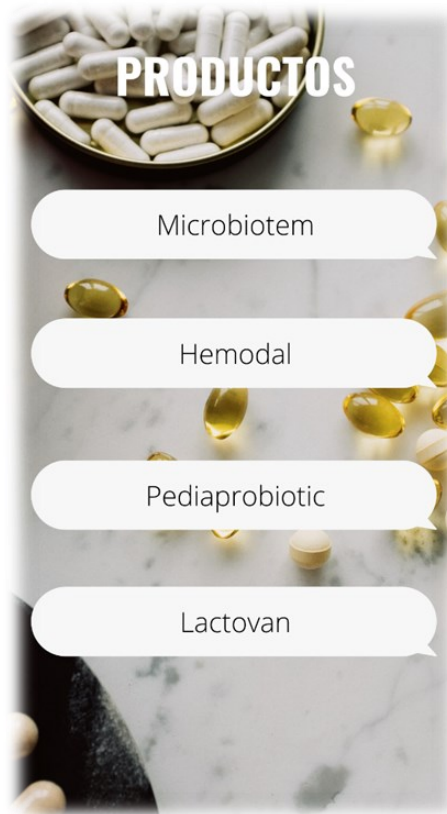 PRODUCTOS
Microbiotem
Hemodal
Pediaprobiotic
Lactovan